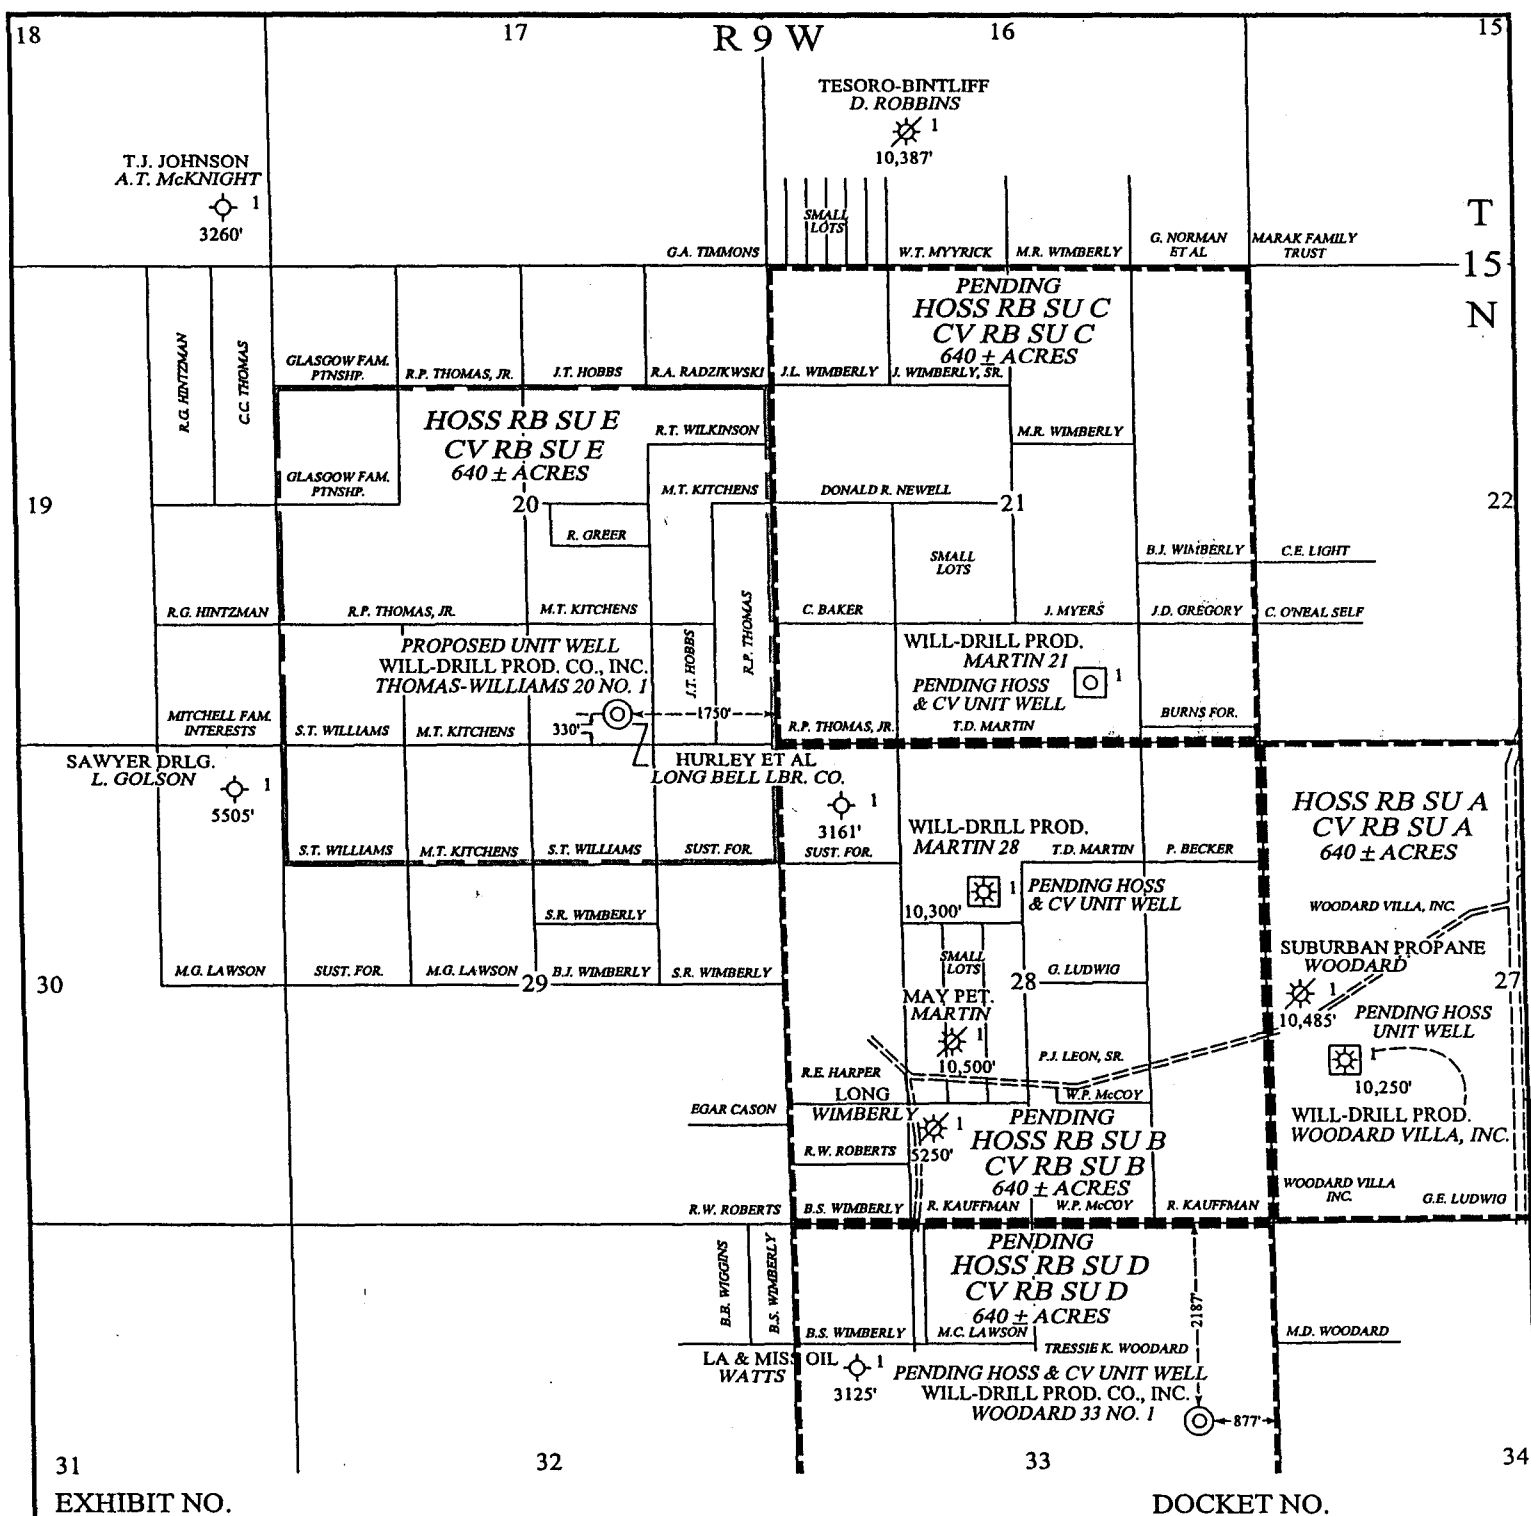 18
17
R 9 W
16
15
TESORO-BINTLIFF
D. ROBBINS
1
10,387'
T.J. JOHNSON
A.T. McKNIGHT
1
3260'
SMALL
LOTS
T
15
N
G.A. TIMMONS
W.T. MYYRICK
M.R. WIMBERLY
G. NORMAN
ET AL
MARAK FAMILY
TRUST
PENDING
HOSS RB SU C
CV RB SU C
640 ± ACRES
R.G. HINTZMAN
C.C. THOMAS
GLASGOW FAM.
PTNSHP.
R.P. THOMAS, JR.
J.T. HOBBS
R.A. RADZIKWSKI
J.L. WIMBERLY
J. WIMBERLY, SR.
HOSS RB SU E
CV RB SU E
640 ± ACRES
R.T. WILKINSON
M.R. WIMBERLY
GLASGOW FAM.
PTNSHP.
M.T. KITCHENS
DONALD R. NEWELL
19
20
21
22
R. GREER
SMALL
LOTS
B.J. WIMBERLY
C.E. LIGHT
R.G. HINTZMAN
R.P. THOMAS, JR.
M.T. KITCHENS
J.T. HOBBS
R.P. THOMAS
C. BAKER
J. MYERS
J.D. GREGORY
C. O'NEAL SELF
PROPOSED UNIT WELL
WILL-DRILL PROD. CO., INC.
THOMAS-WILLIAMS 20 NO. 1
330'
1750'
WILL-DRILL PROD.
MARTIN 21
1
PENDING HOSS
& CV UNIT WELL
MITCHELL FAM.
INTERESTS
S.T. WILLIAMS
M.T. KITCHENS
R.P. THOMAS, JR.
T.D. MARTIN
BURNS FOR.
SAWYER DRLG.
L. GOLSON
1
5505'
HURLEY ET AL
LONG BELL LBR. CO.
1
3161'
HOSS RB SU A
CV RB SU A
640 ± ACRES
WILL-DRILL PROD.
MARTIN 28
S.T. WILLIAMS
M.T. KITCHENS
S.T. WILLIAMS
SUST. FOR.
SUST. FOR.
T.D. MARTIN
P. BECKER
1
10,300'
PENDING HOSS
& CV UNIT WELL
S.R. WIMBERLY
WOODARD VILLA, INC.
SUBURBAN PROPANE
WOODARD
1
10,485'
M.G. LAWSON
SUST. FOR.
M.G. LAWSON
B.J. WIMBERLY
S.R. WIMBERLY
SMALL
LOTS
G. LUDWIG
30
29
28
27
MAY PET.
MARTIN
1
10,500'
PENDING HOSS
UNIT WELL
1
10,250'
WILL-DRILL PROD.
WOODARD VILLA, INC.
P.J. LEON, SR.
R.E. HARPER
W.P. McCOY
LONG
WIMBERLY
1
5250'
EGAR CASON
PENDING
HOSS RB SU B
CV RB SU B
640 ± ACRES
R.W. ROBERTS
WOODARD VILLA
INC.
G.E. LUDWIG
R.W. ROBERTS
B.S. WIMBERLY
R. KAUFFMAN
W.P. McCOY
R. KAUFFMAN
PENDING
HOSS RB SU D
CV RB SU D
640 ± ACRES
B.B. WIGGINS
B.S. WIMBERLY
2187'
B.S. WIMBERLY
M.C. LAWSON
TRESSIE K. WOODARD
M.D. WOODARD
LA & MISS OIL
WATTS
1
3125'
PENDING HOSS & CV UNIT WELL
WILL-DRILL PROD. CO., INC.
WOODARD 33 NO. 1
877'
31
32
33
34
EXHIBIT NO.
DOCKET NO.